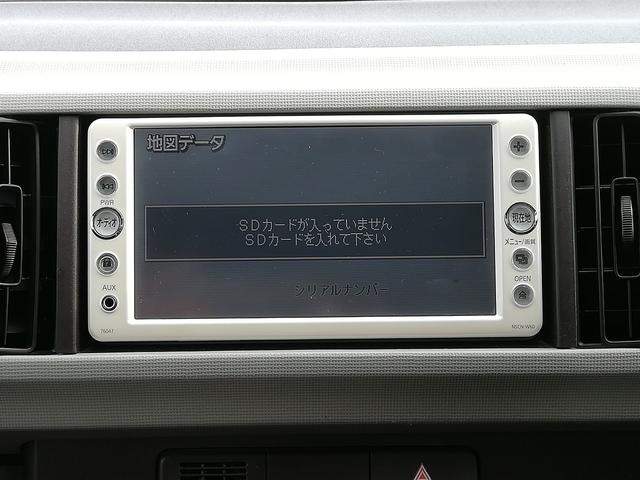 地図データ
SDカードが入っていません
SDカードを入れて下さい
シリアルナンバー
PWR
オーディオ
AUX
76041
現在地
メニュー/画質
OPEN
NSCN-W60